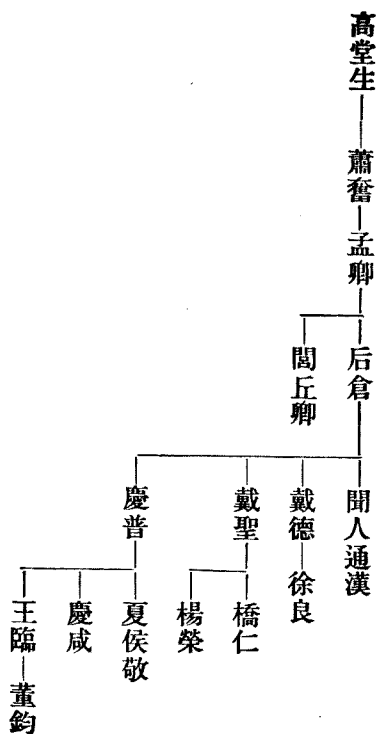 高堂生
蕭奮
孟卿
后倉
閭丘卿
聞人通漢
戴德
徐良
戴聖
橋仁
楊榮
慶普
夏侯敬
慶咸
王臨
董鈞